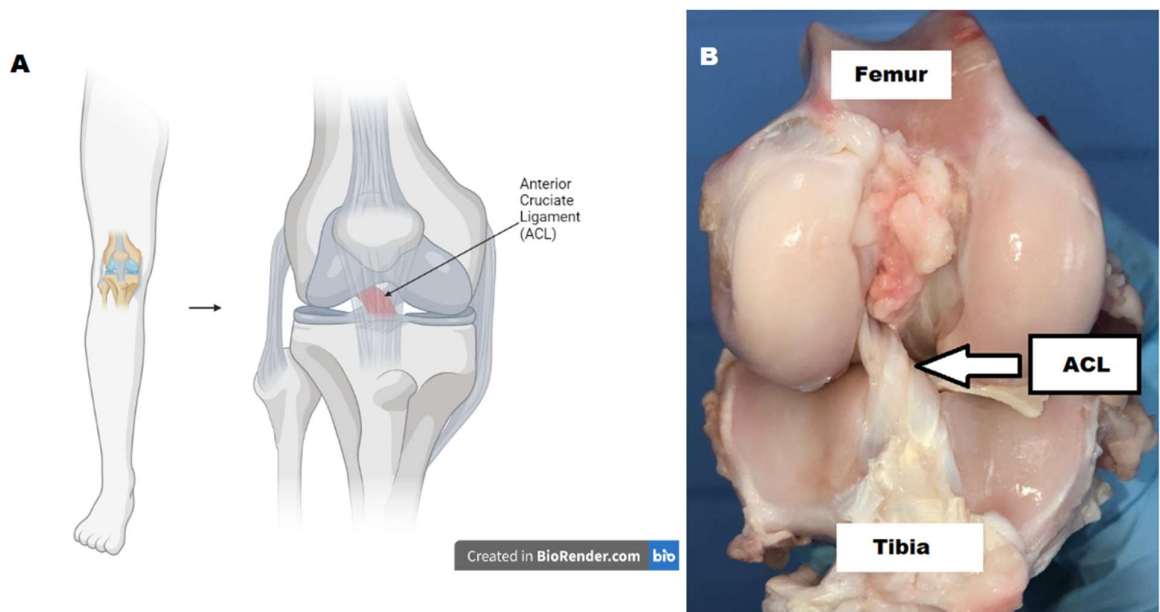 A
Anterior
Cruciate
Ligament
(ACL)
Created in BioRender.com bio
B
Femur
ACL
Tibia